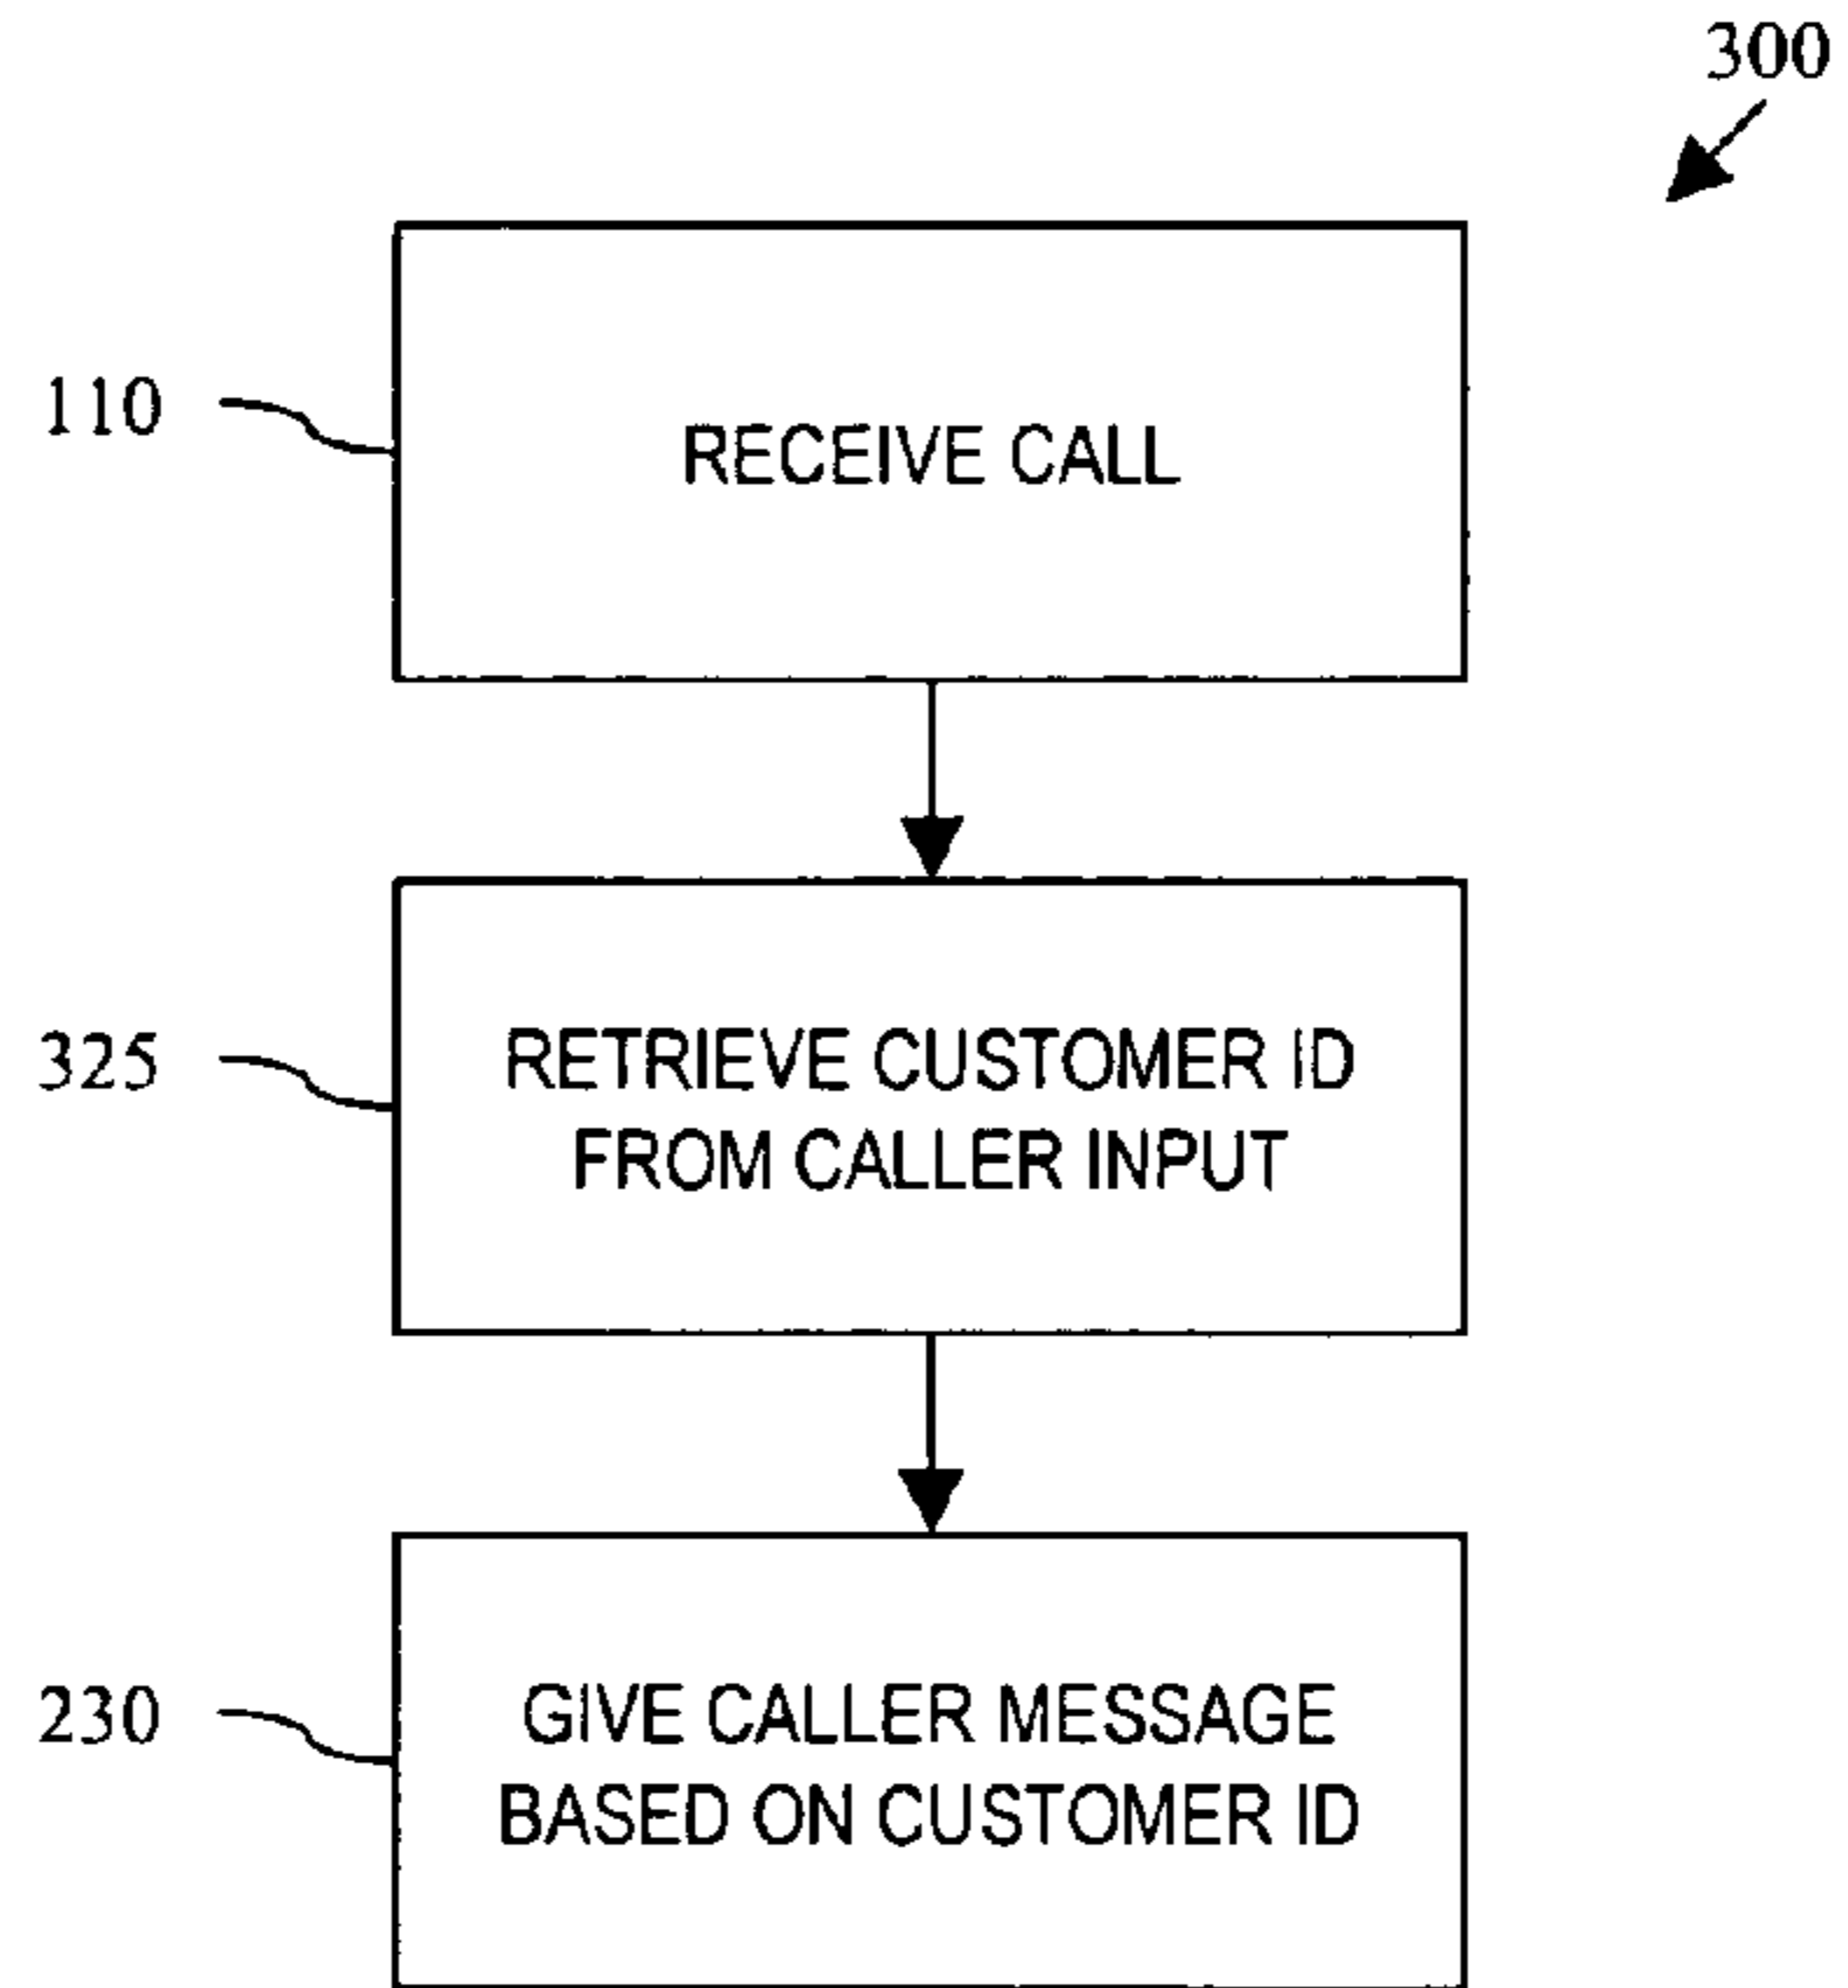 300
110
RECEIVE CALL
325
RETRIEVE CUSTOMER ID
FROM CALLER INPUT
230
GIVE CALLER MESSAGE
BASED ON CUSTOMER ID